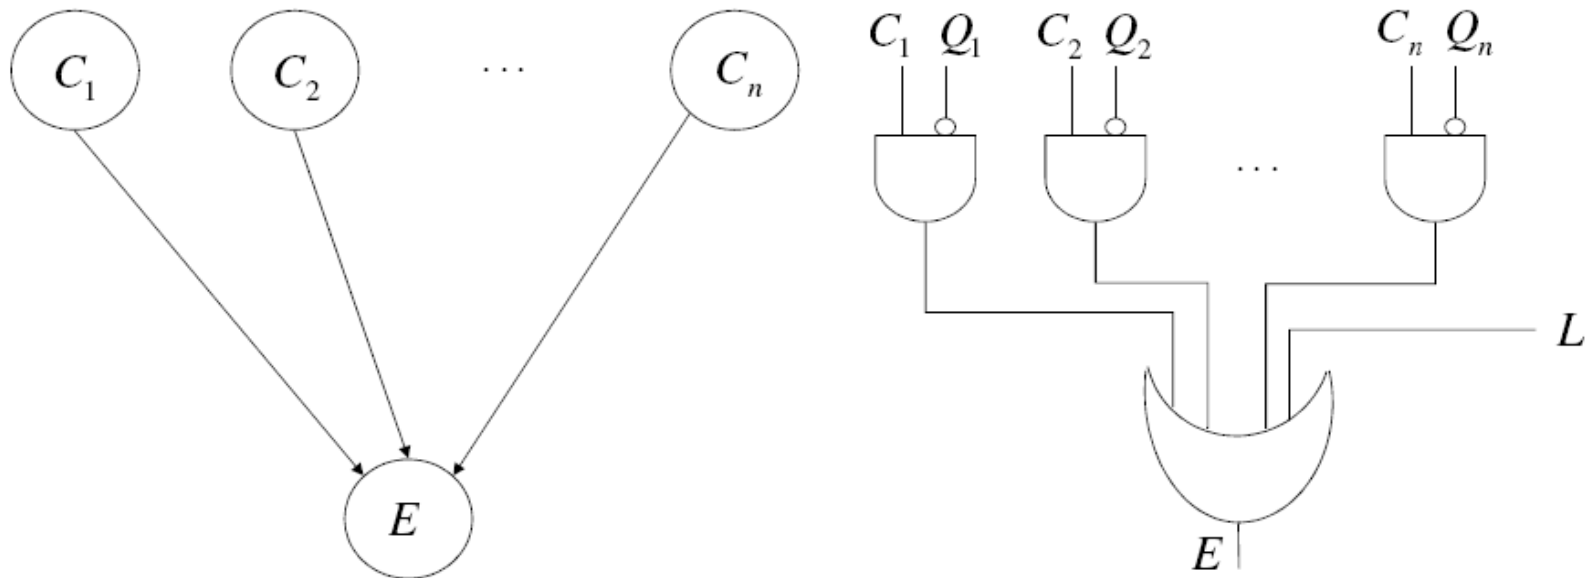 C₁ C₂ ... Cₙ
E
C₁ Q₁ C₂ Q₂ Cₙ Qₙ
...
L
E